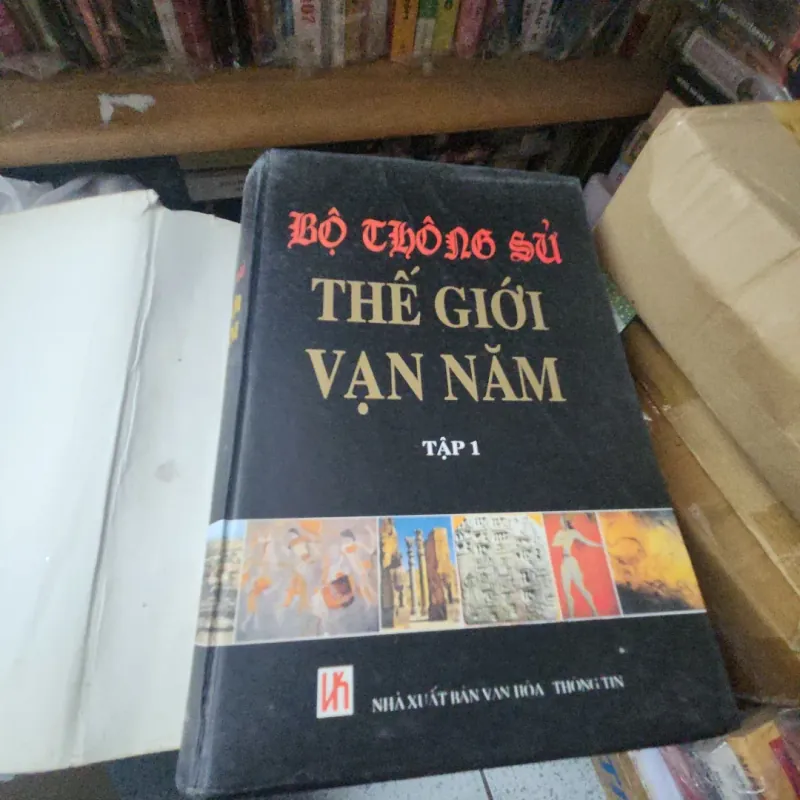 BỘ THÔNG SỬ
THẾ GIỚI
VẠN NĂM
TẬP 1
NHÀ XUẤT BẢN VĂN HÓA THÔNG TIN